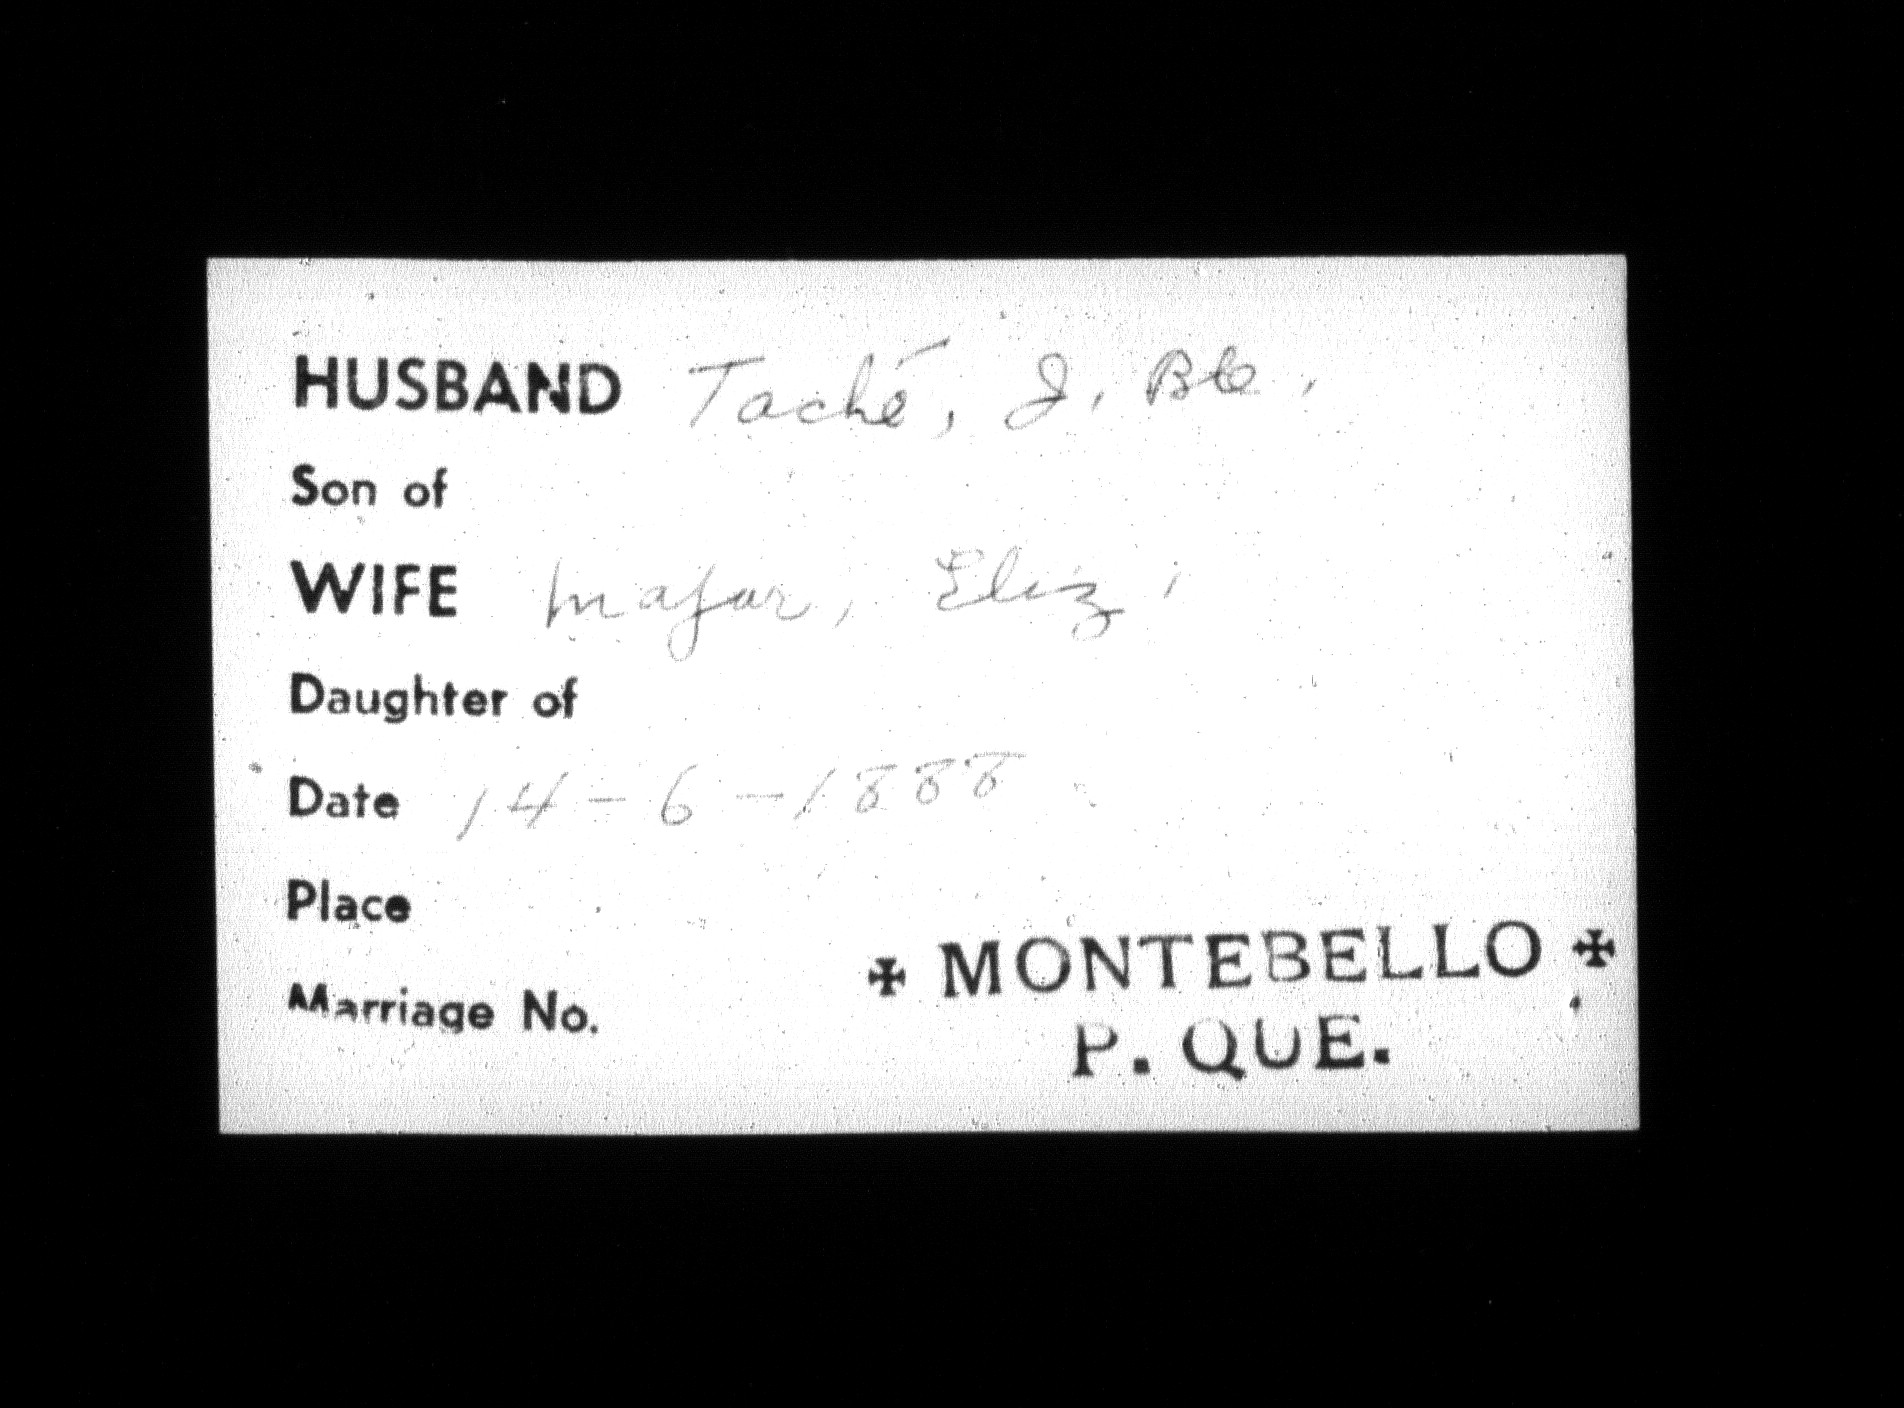 HUSBAND Taché, J. Bte.
Son of
WIFE Major, Eliz.
Daughter of
Date 14-6-1888
Place
✠ MONTEBELLO ✠
Marriage No.
P. QUE.